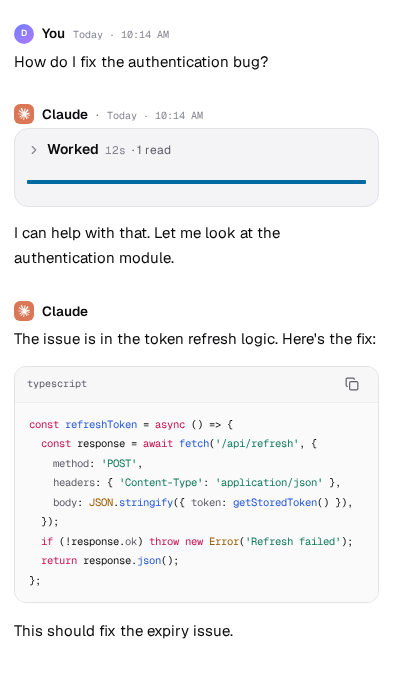 D You Today · 10:14 AM
How do I fix the authentication bug?
Claude · Today · 10:14 AM
Worked 12s · 1 read
I can help with that. Let me look at the
authentication module.
Claude
The issue is in the token refresh logic. Here's the fix:
typescript
const refreshToken = async () => {
  const response = await fetch('/api/refresh', {
    method: 'POST',
    headers: { 'Content-Type': 'application/json' },
    body: JSON.stringify({ token: getStoredToken() }),
  });
  if (!response.ok) throw new Error('Refresh failed');
  return response.json();
};
This should fix the expiry issue.